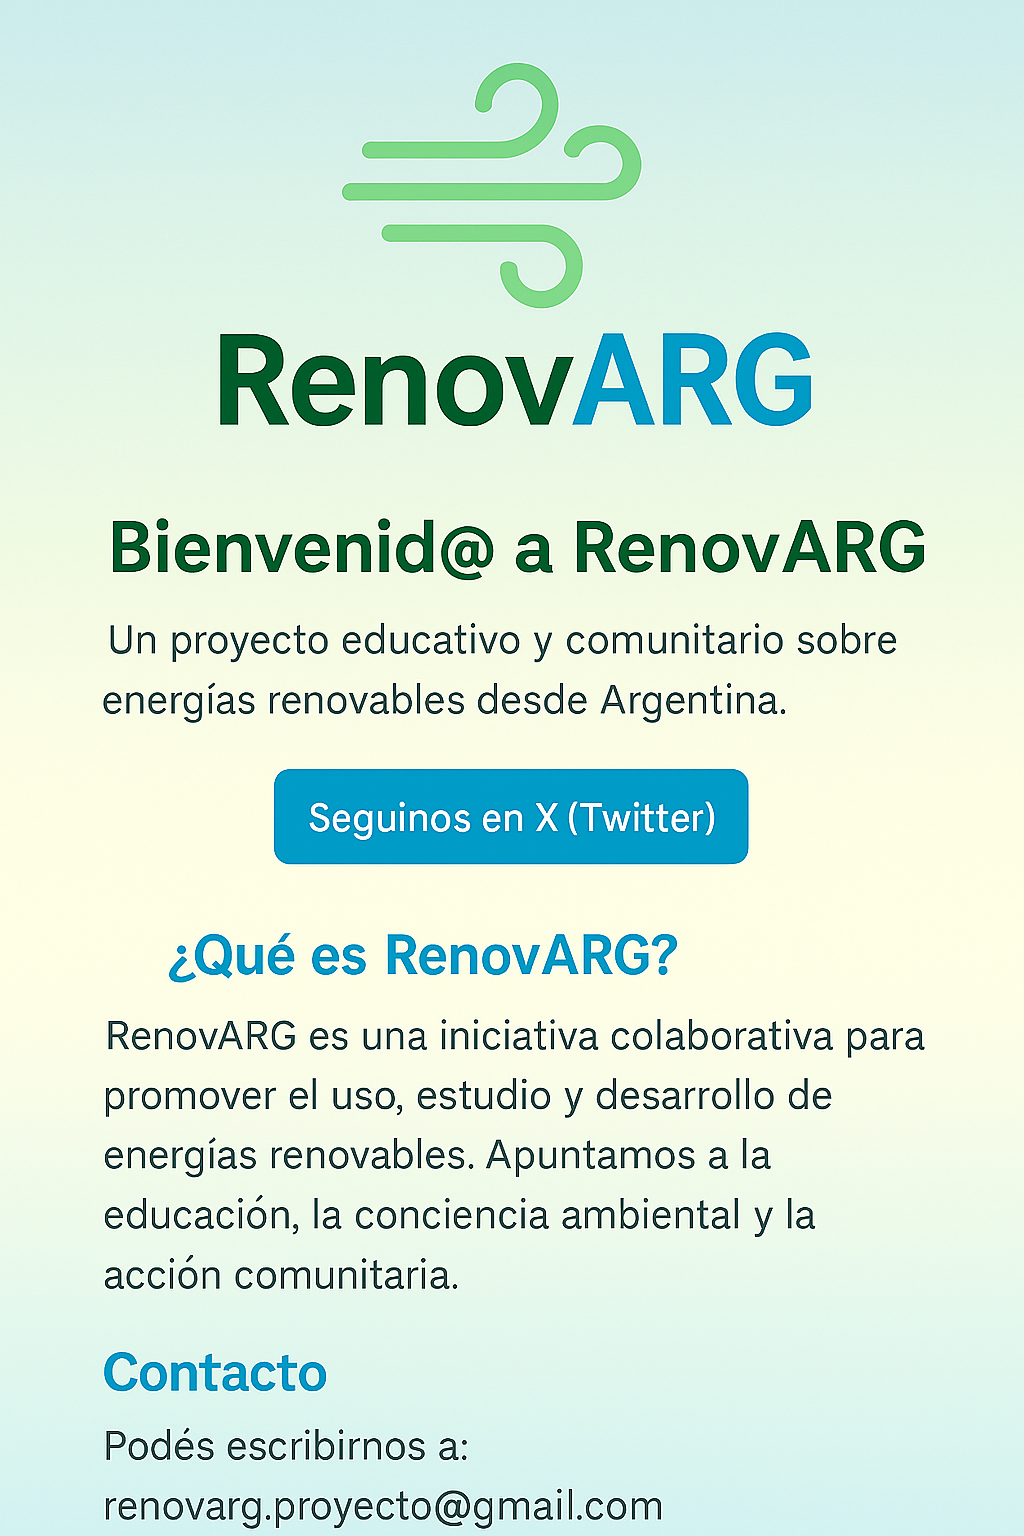 RenovARG
Bienvenid@ a RenovARG
Un proyecto educativo y comunitario sobre
energías renovables desde Argentina.
Seguinos en X (Twitter)
¿Qué es RenovARG?
RenovARG es una iniciativa colaborativa para
promover el uso, estudio y desarrollo de
energías renovables. Apuntamos a la
educación, la conciencia ambiental y la
acción comunitaria.
Contacto
Podés escribirnos a:
renovarg.proyecto@gmail.com